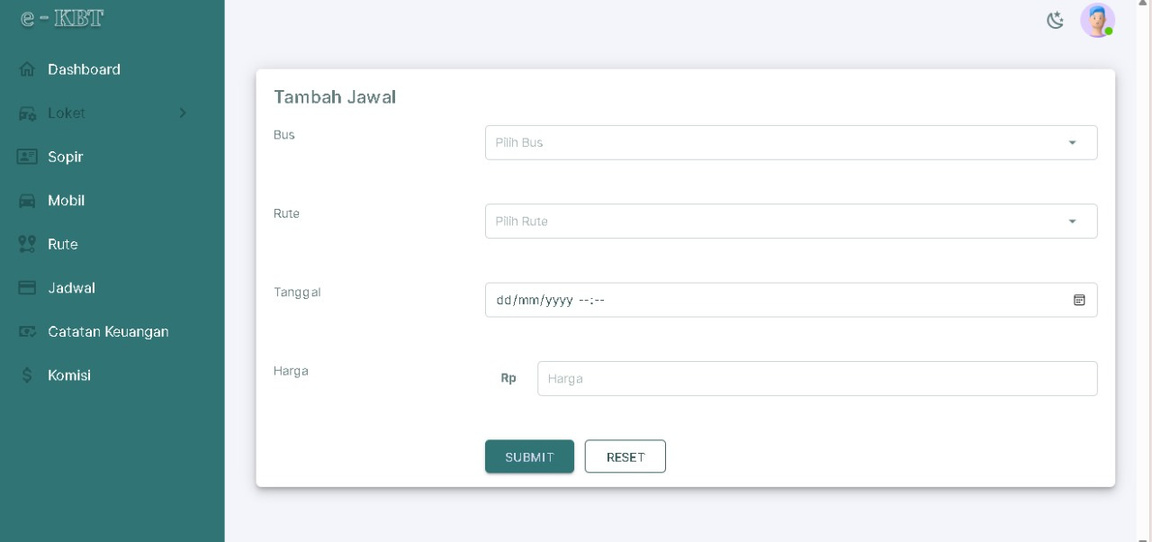 e - KBT
Dashboard
Loket
Sopir
Mobil
Rute
Jadwal
Catatan Keuangan
Komisi
Tambah Jawal
Bus
Pilih Bus
Rute
Pilih Rute
Tanggal
dd/mm/yyyy --:--
Harga
Rp
Harga
SUBMIT
RESET